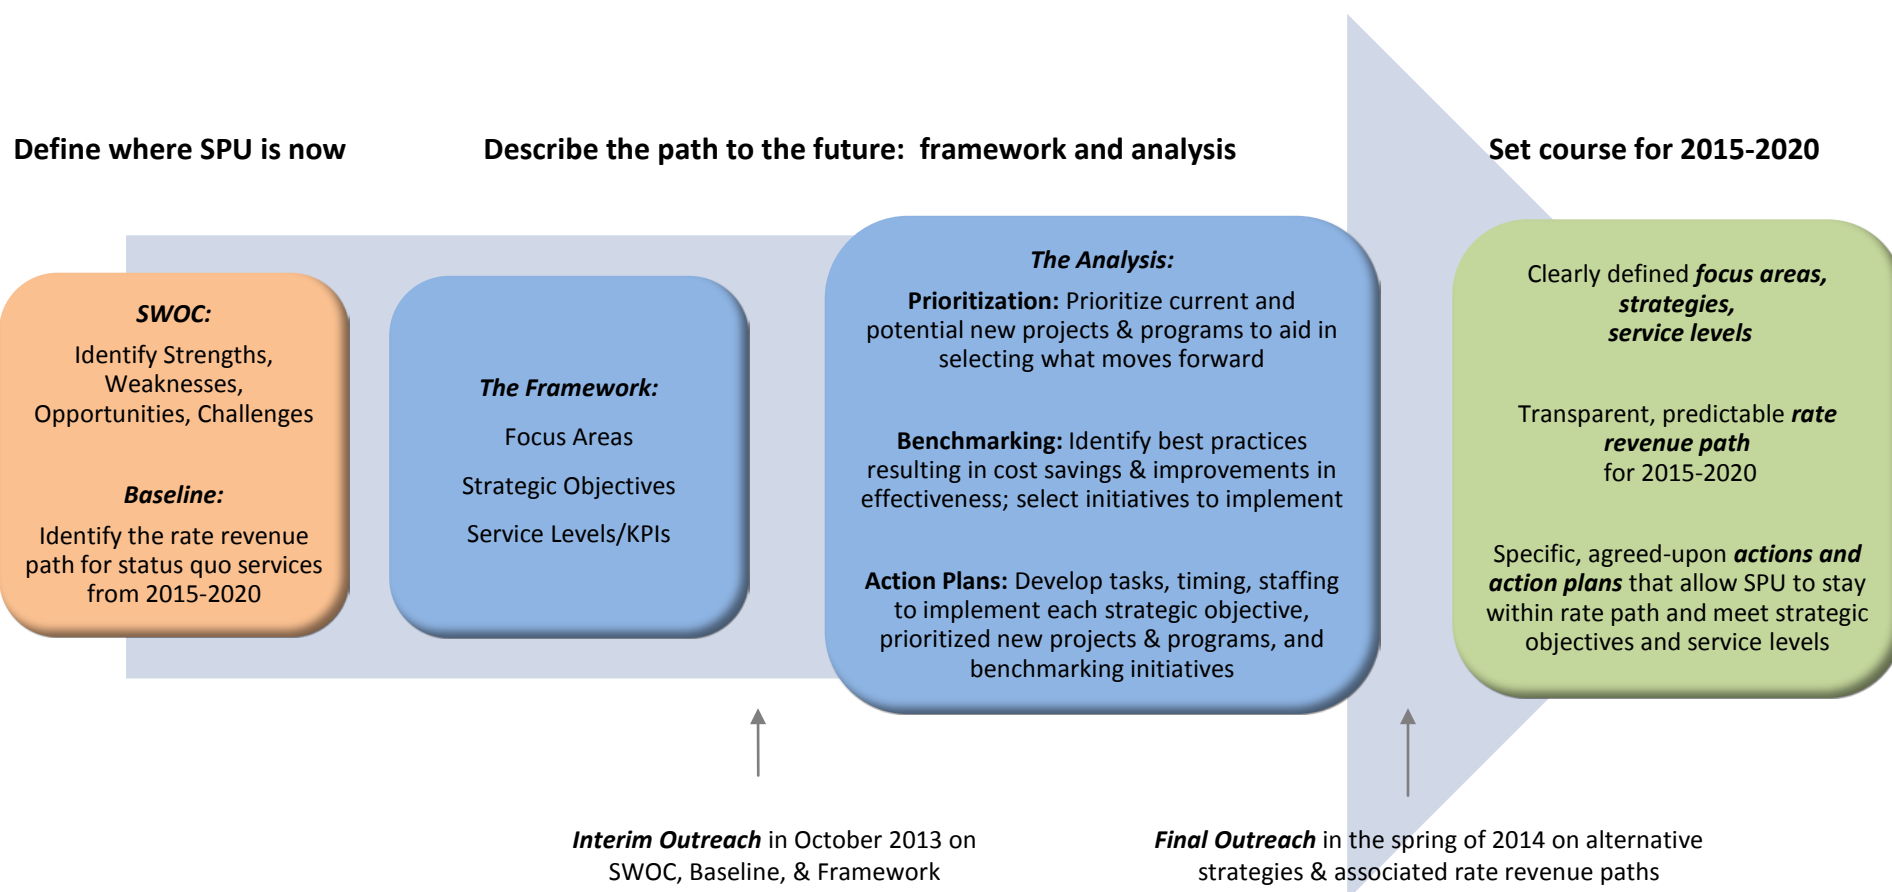 Define where SPU is now
Describe the path to the future:  framework and analysis
Set course for 2015-2020
SWOC:
Identify Strengths,
Weaknesses,
Opportunities, Challenges
Baseline:
Identify the rate revenue
path for status quo services
from 2015-2020
The Framework:
Focus Areas
Strategic Objectives
Service Levels/KPIs
The Analysis:
Prioritization: Prioritize current and
potential new projects & programs to aid in
selecting what moves forward
Benchmarking: Identify best practices
resulting in cost savings & improvements in
effectiveness; select initiatives to implement
Action Plans: Develop tasks, timing, staffing
to implement each strategic objective,
prioritized new projects & programs, and
benchmarking initiatives
Clearly defined focus areas,
strategies,
service levels
Transparent, predictable rate
revenue path
for 2015-2020
Specific, agreed-upon actions and
action plans that allow SPU to stay
within rate path and meet strategic
objectives and service levels
Interim Outreach in October 2013 on
SWOC, Baseline, & Framework
Final Outreach in the spring of 2014 on alternative
strategies & associated rate revenue paths